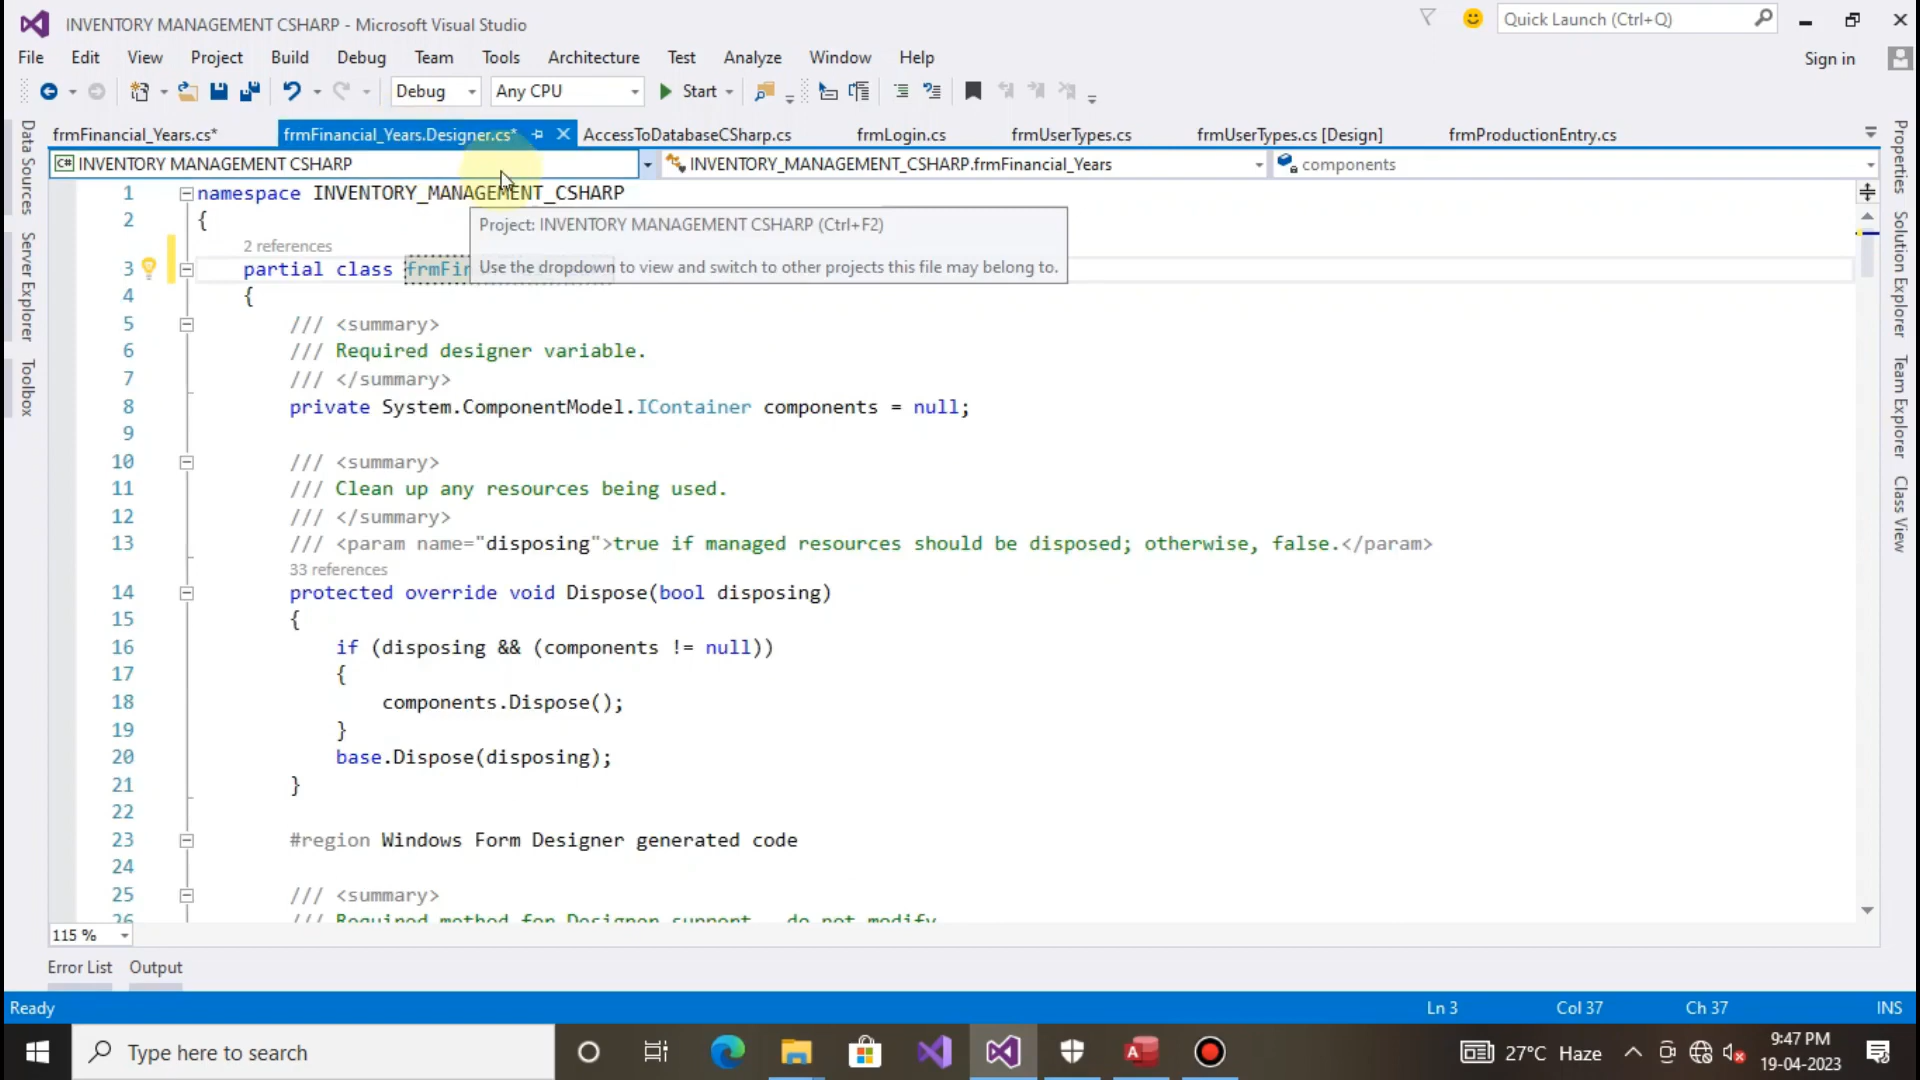 INVENTORY MANAGEMENT CSHARP - Microsoft Visual Studio
Quick Launch (Ctrl+Q)
File Edit View Project Build Debug Team Tools Architecture Test Analyze Window Help
Sign in
Debug Any CPU Start
frmFinancial_Years.cs* frmFinancial_Years.Designer.cs* AccessToDatabaseCSharp.cs frmLogin.cs frmUserTypes.cs frmUserTypes.cs [Design] frmProductionEntry.cs
C# INVENTORY MANAGEMENT CSHARP INVENTORY_MANAGEMENT_CSHARP.frmFinancial_Years components
Data Sources
Server Explorer
Toolbox
Properties
Solution Explorer
Team Explorer
Class View
1 namespace INVENTORY_MANAGEMENT_CSHARP
2 {
2 references
3 partial class frmFin
Project: INVENTORY MANAGEMENT CSHARP (Ctrl+F2)
Use the dropdown to view and switch to other projects this file may belong to.
4 {
5 /// <summary>
6 /// Required designer variable.
7 /// </summary>
8 private System.ComponentModel.IContainer components = null;
9
10 /// <summary>
11 /// Clean up any resources being used.
12 /// </summary>
13 /// <param name="disposing">true if managed resources should be disposed; otherwise, false.</param>
33 references
14 protected override void Dispose(bool disposing)
15 {
16 if (disposing && (components != null))
17 {
18 components.Dispose();
19 }
20 base.Dispose(disposing);
21 }
22
23 #region Windows Form Designer generated code
24
25 /// <summary>
26 /// Required method for Designer support - do not modify
115 %
Error List Output
Ready Ln 3 Col 37 Ch 37 INS
Type here to search
27°C Haze
9:47 PM
19-04-2023